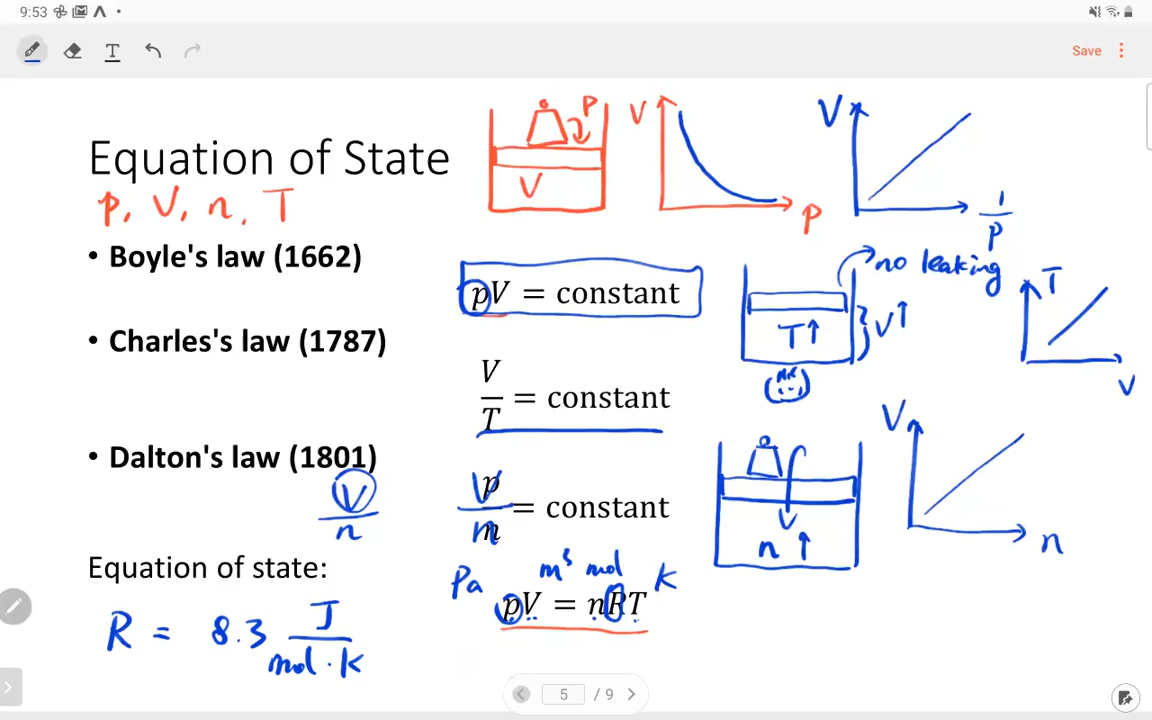 9:53
Save
Equation of State
p, V, n, T
• Boyle's law (1662)
pV = constant
• Charles's law (1787)
V/T = constant
• Dalton's law (1801)
V/n
p/n = constant
V/n
Equation of state:
Pa m³ mol K
pV = nRT
R = 8.3 J/mol·K
P
V
V
p
V
1/p
no leaking
T↑
V↑
T
V
n↑
V
n
5 / 9